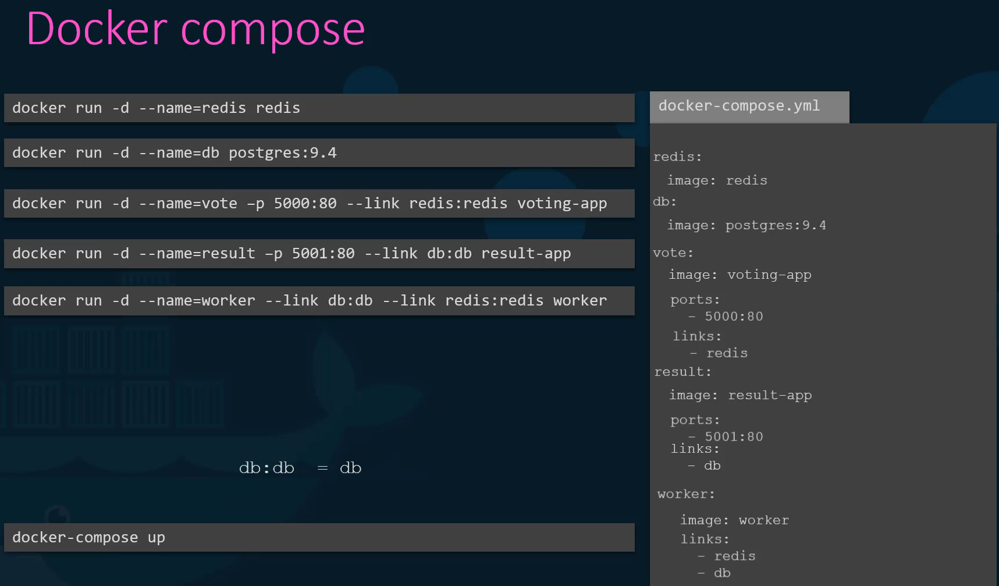 Docker compose
docker run -d --name=redis redis
docker run -d --name=db postgres:9.4
docker run -d --name=vote –p 5000:80 --link redis:redis voting-app
docker run -d --name=result –p 5001:80 --link db:db result-app
docker run -d --name=worker --link db:db --link redis:redis worker
db:db = db
docker-compose up
docker-compose.yml
redis:
image: redis
db:
image: postgres:9.4
vote:
image: voting-app
ports:
- 5000:80
links:
- redis
result:
image: result-app
ports:
- 5001:80
links:
- db
worker:
image: worker
links:
- redis
- db